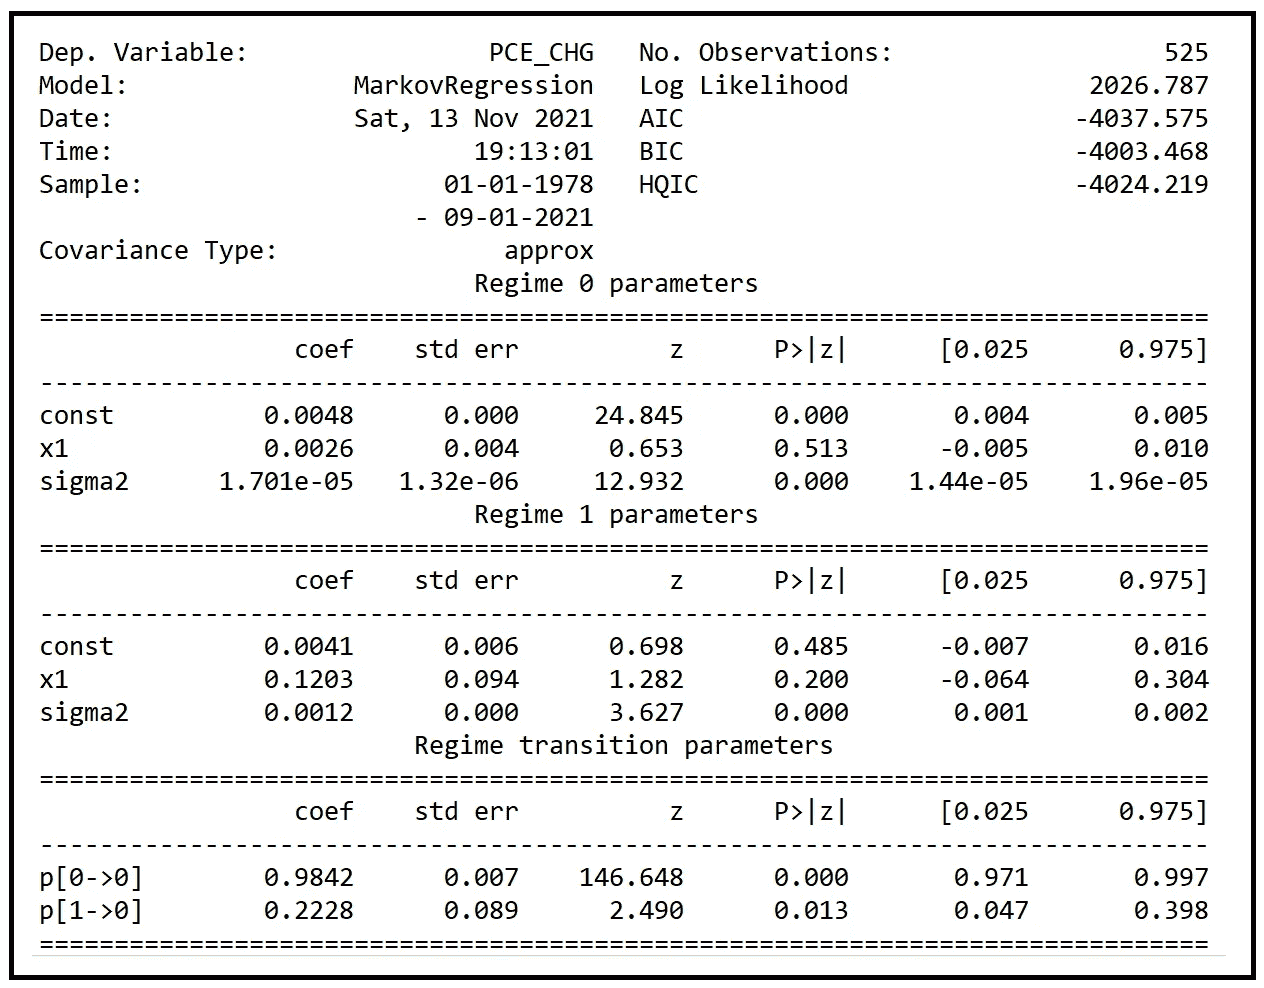 Dep. Variable: PCE_CHG No. Observations: 525
Model: MarkovRegression Log Likelihood 2026.787
Date: Sat, 13 Nov 2021 AIC -4037.575
Time: 19:13:01 BIC -4003.468
Sample: 01-01-1978 HQIC -4024.219
- 09-01-2021
Covariance Type: approx
Regime 0 parameters
==============================================================================
coef std err z P>|z| [0.025 0.975]
------------------------------------------------------------------------------
const 0.0048 0.000 24.845 0.000 0.004 0.005
x1 0.0026 0.004 0.653 0.513 -0.005 0.010
sigma2 1.701e-05 1.32e-06 12.932 0.000 1.44e-05 1.96e-05
Regime 1 parameters
==============================================================================
coef std err z P>|z| [0.025 0.975]
------------------------------------------------------------------------------
const 0.0041 0.006 0.698 0.485 -0.007 0.016
x1 0.1203 0.094 1.282 0.200 -0.064 0.304
sigma2 0.0012 0.000 3.627 0.000 0.001 0.002
Regime transition parameters
==============================================================================
coef std err z P>|z| [0.025 0.975]
------------------------------------------------------------------------------
p[0->0] 0.9842 0.007 146.648 0.000 0.971 0.997
p[1->0] 0.2228 0.089 2.490 0.013 0.047 0.398
==============================================================================